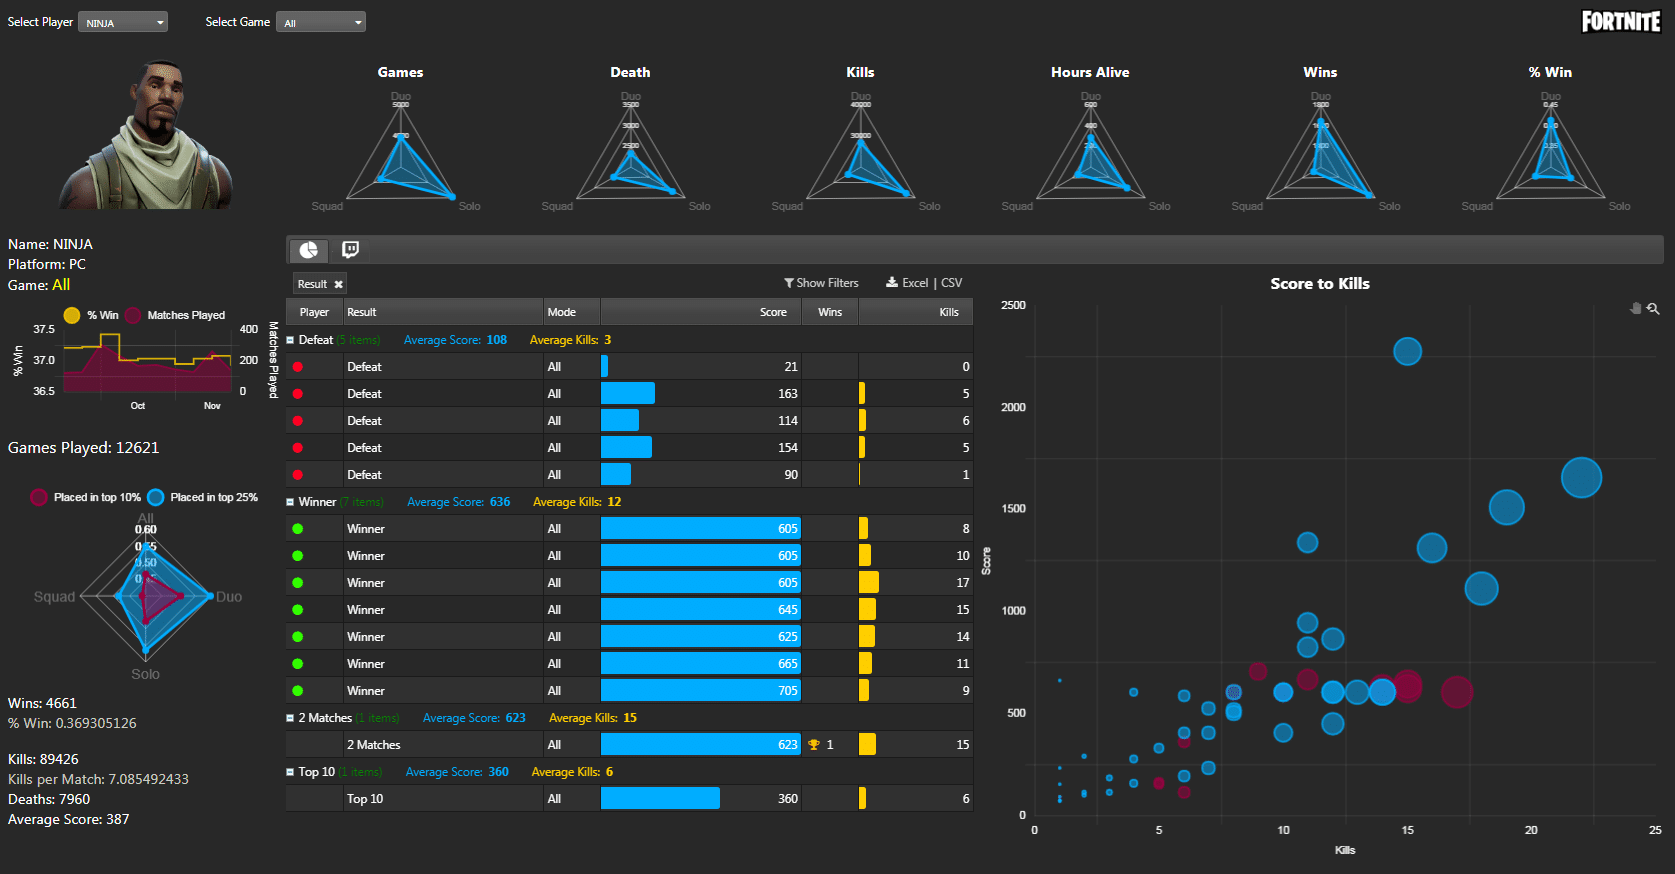 Select Player NINJA Select Game All FORTNITE
Games Death Kills Hours Alive Wins % Win
Duo Duo Duo Duo Duo Duo
5000 3500 40000 600 1800 0.45
3000 30000 400
2500
Squad Solo Squad Solo Squad Solo Squad Solo Squad Solo Squad Solo
Name: NINJA
Platform: PC
Game: All
% Win Matches Played
37.5 400
37.0 200
36.5 0
% Win
Matches Played
Oct Nov
Games Played: 12621
Placed in top 10% Placed in top 25%
All
0.60
0.50
Squad Duo
Solo
Wins: 4661
% Win: 0.369305126
Kills: 89426
Kills per Match: 7.085492433
Deaths: 7960
Average Score: 387
Result Show Filters Excel | CSV
Player Result Mode Score Wins Kills
Defeat (5 items) Average Score: 108 Average Kills: 3
Defeat All 21 0
Defeat All 163 5
Defeat All 114 6
Defeat All 154 5
Defeat All 90 1
Winner (7 items) Average Score: 636 Average Kills: 12
Winner All 605 8
Winner All 605 10
Winner All 605 17
Winner All 645 15
Winner All 625 14
Winner All 665 11
Winner All 705 9
2 Matches (1 items) Average Score: 623 Average Kills: 15
2 Matches All 623 1 15
Top 10 (1 items) Average Score: 360 Average Kills: 6
Top 10 All 360 6
Score to Kills
2500
2000
1500
1000
500
0
Score
0 5 10 15 20 25
Kills